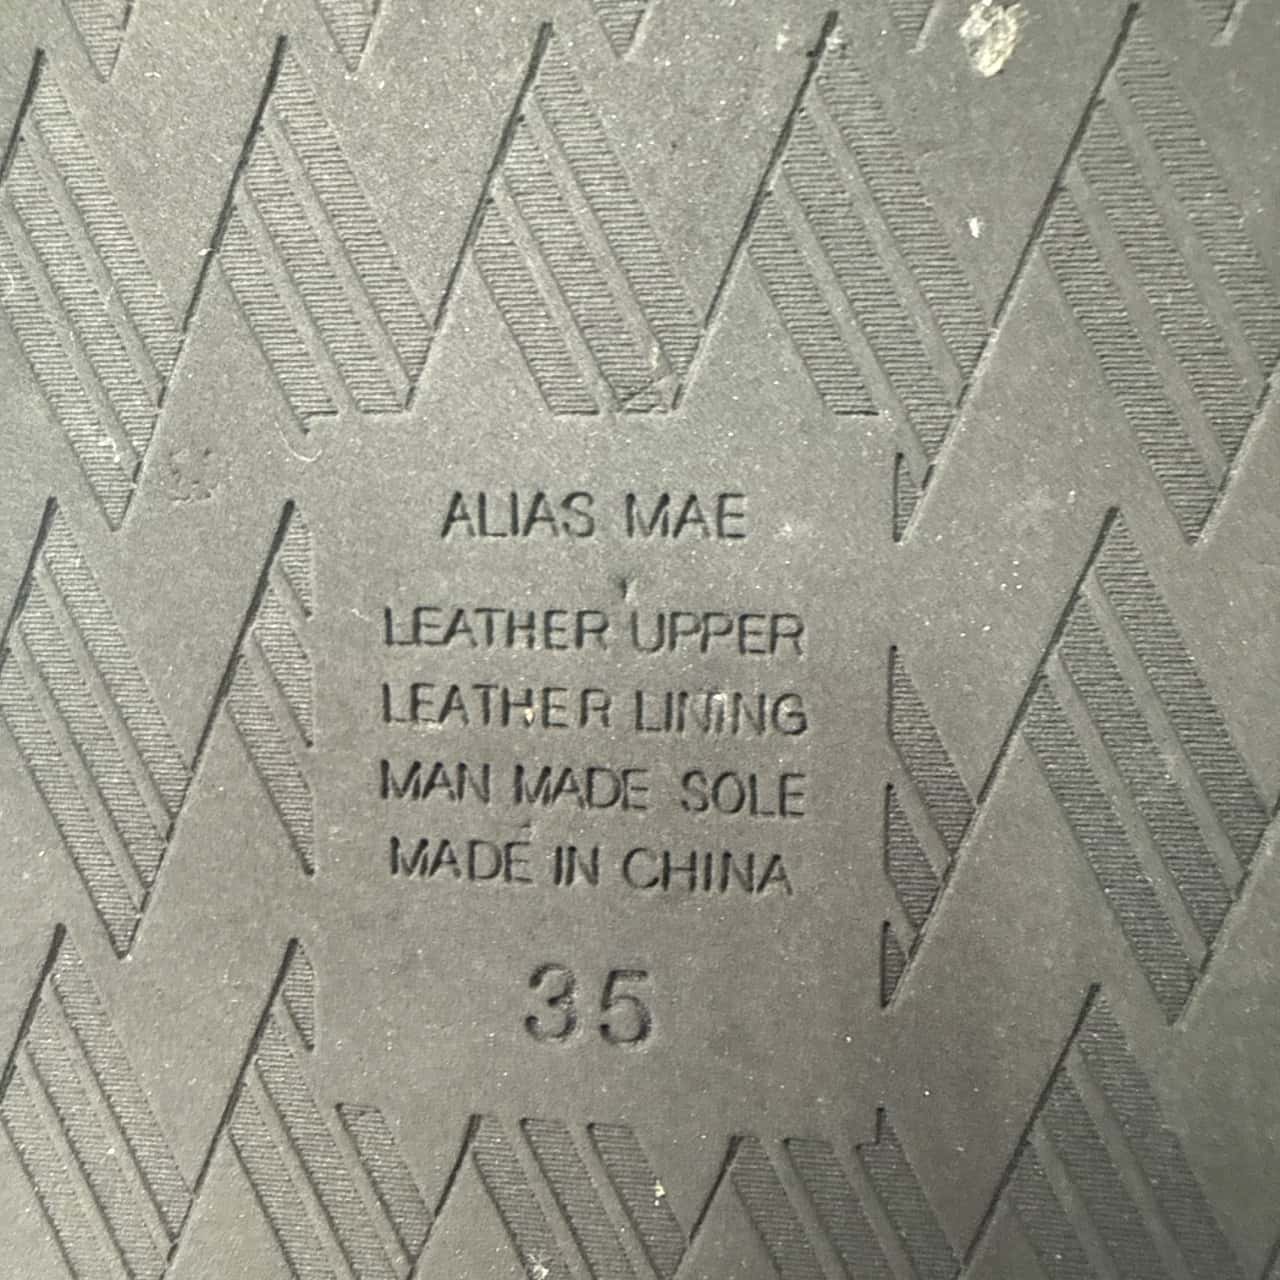 ALIAS MAE
LEATHER UPPER
LEATHER LINING
MAN MADE SOLE
MADE IN CHINA
35